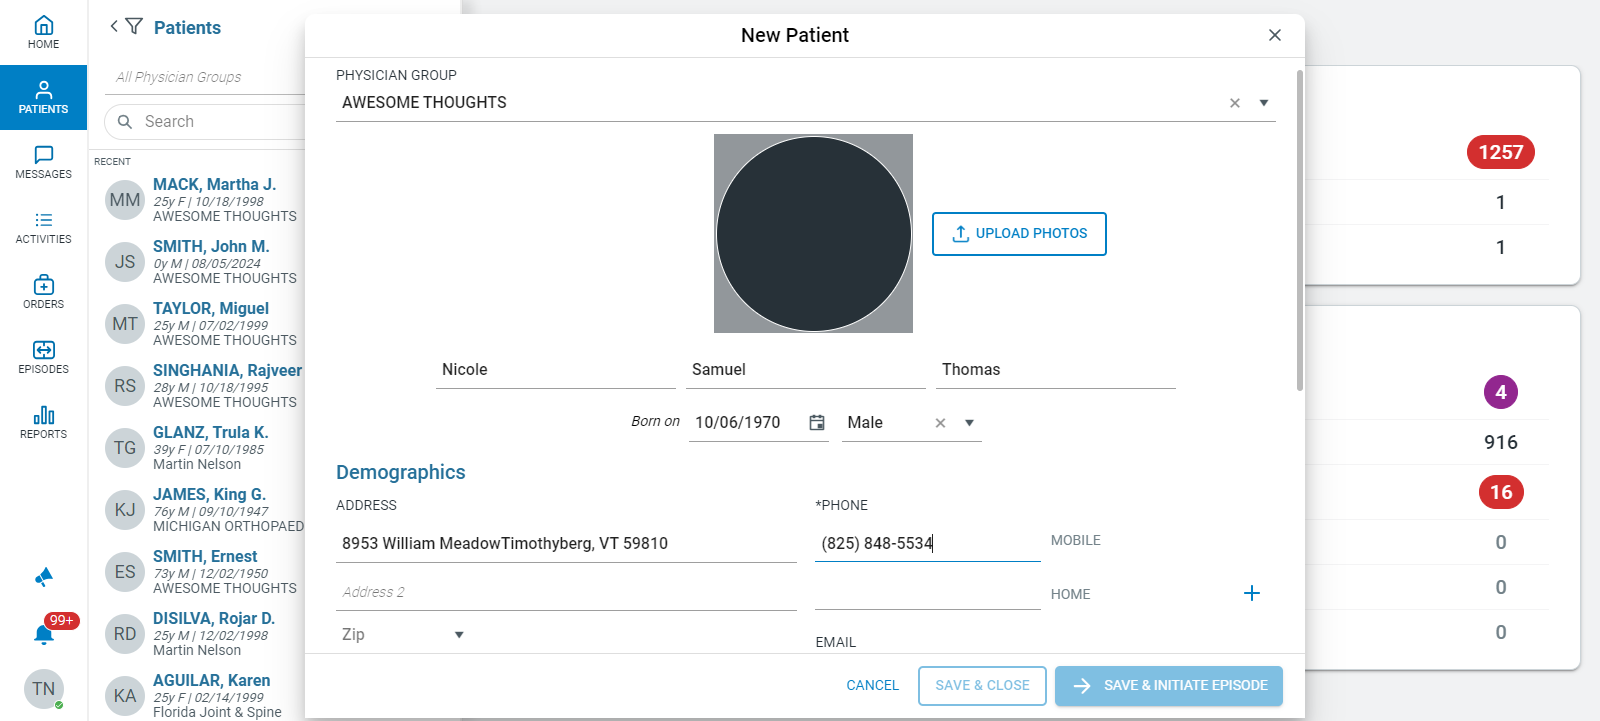 HOME
PATIENTS
MESSAGES
ACTIVITIES
ORDERS
EPISODES
REPORTS
99+
TN
Patients
All Physician Groups
Search
RECENT
MM
MACK, Martha J.
25y F | 10/18/1998
AWESOME THOUGHTS
JS
SMITH, John M.
0y M | 08/05/2024
AWESOME THOUGHTS
MT
TAYLOR, Miguel
25y M | 07/02/1999
AWESOME THOUGHTS
RS
SINGHANIA, Rajveer
28y M | 10/18/1995
AWESOME THOUGHTS
TG
GLANZ, Trula K.
39y F | 07/10/1985
Martin Nelson
KJ
JAMES, King G.
76y M | 09/10/1947
MICHIGAN ORTHOPAED
ES
SMITH, Ernest
73y M | 12/02/1950
AWESOME THOUGHTS
RD
DISILVA, Rojar D.
25y M | 12/02/1998
Martin Nelson
KA
AGUILAR, Karen
25y F | 02/14/1999
Florida Joint & Spine
New Patient
PHYSICIAN GROUP
AWESOME THOUGHTS
UPLOAD PHOTOS
Nicole Samuel Thomas
Born on 10/06/1970 Male
Demographics
ADDRESS
8953 William MeadowTimothyberg, VT 59810
Address 2
Zip
*PHONE
(825) 848-5534 MOBILE
HOME
EMAIL
CANCEL
SAVE & CLOSE
SAVE & INITIATE EPISODE
1257
1
1
4
916
16
0
0
0